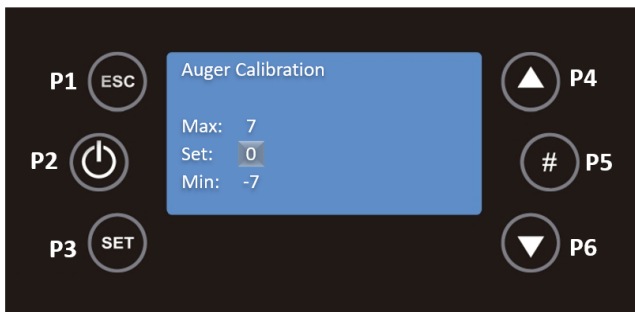 P1 ESC
P2
P3 SET
Auger Calibration
Max: 7
Set: 0
Min: -7
P4
# P5
P6